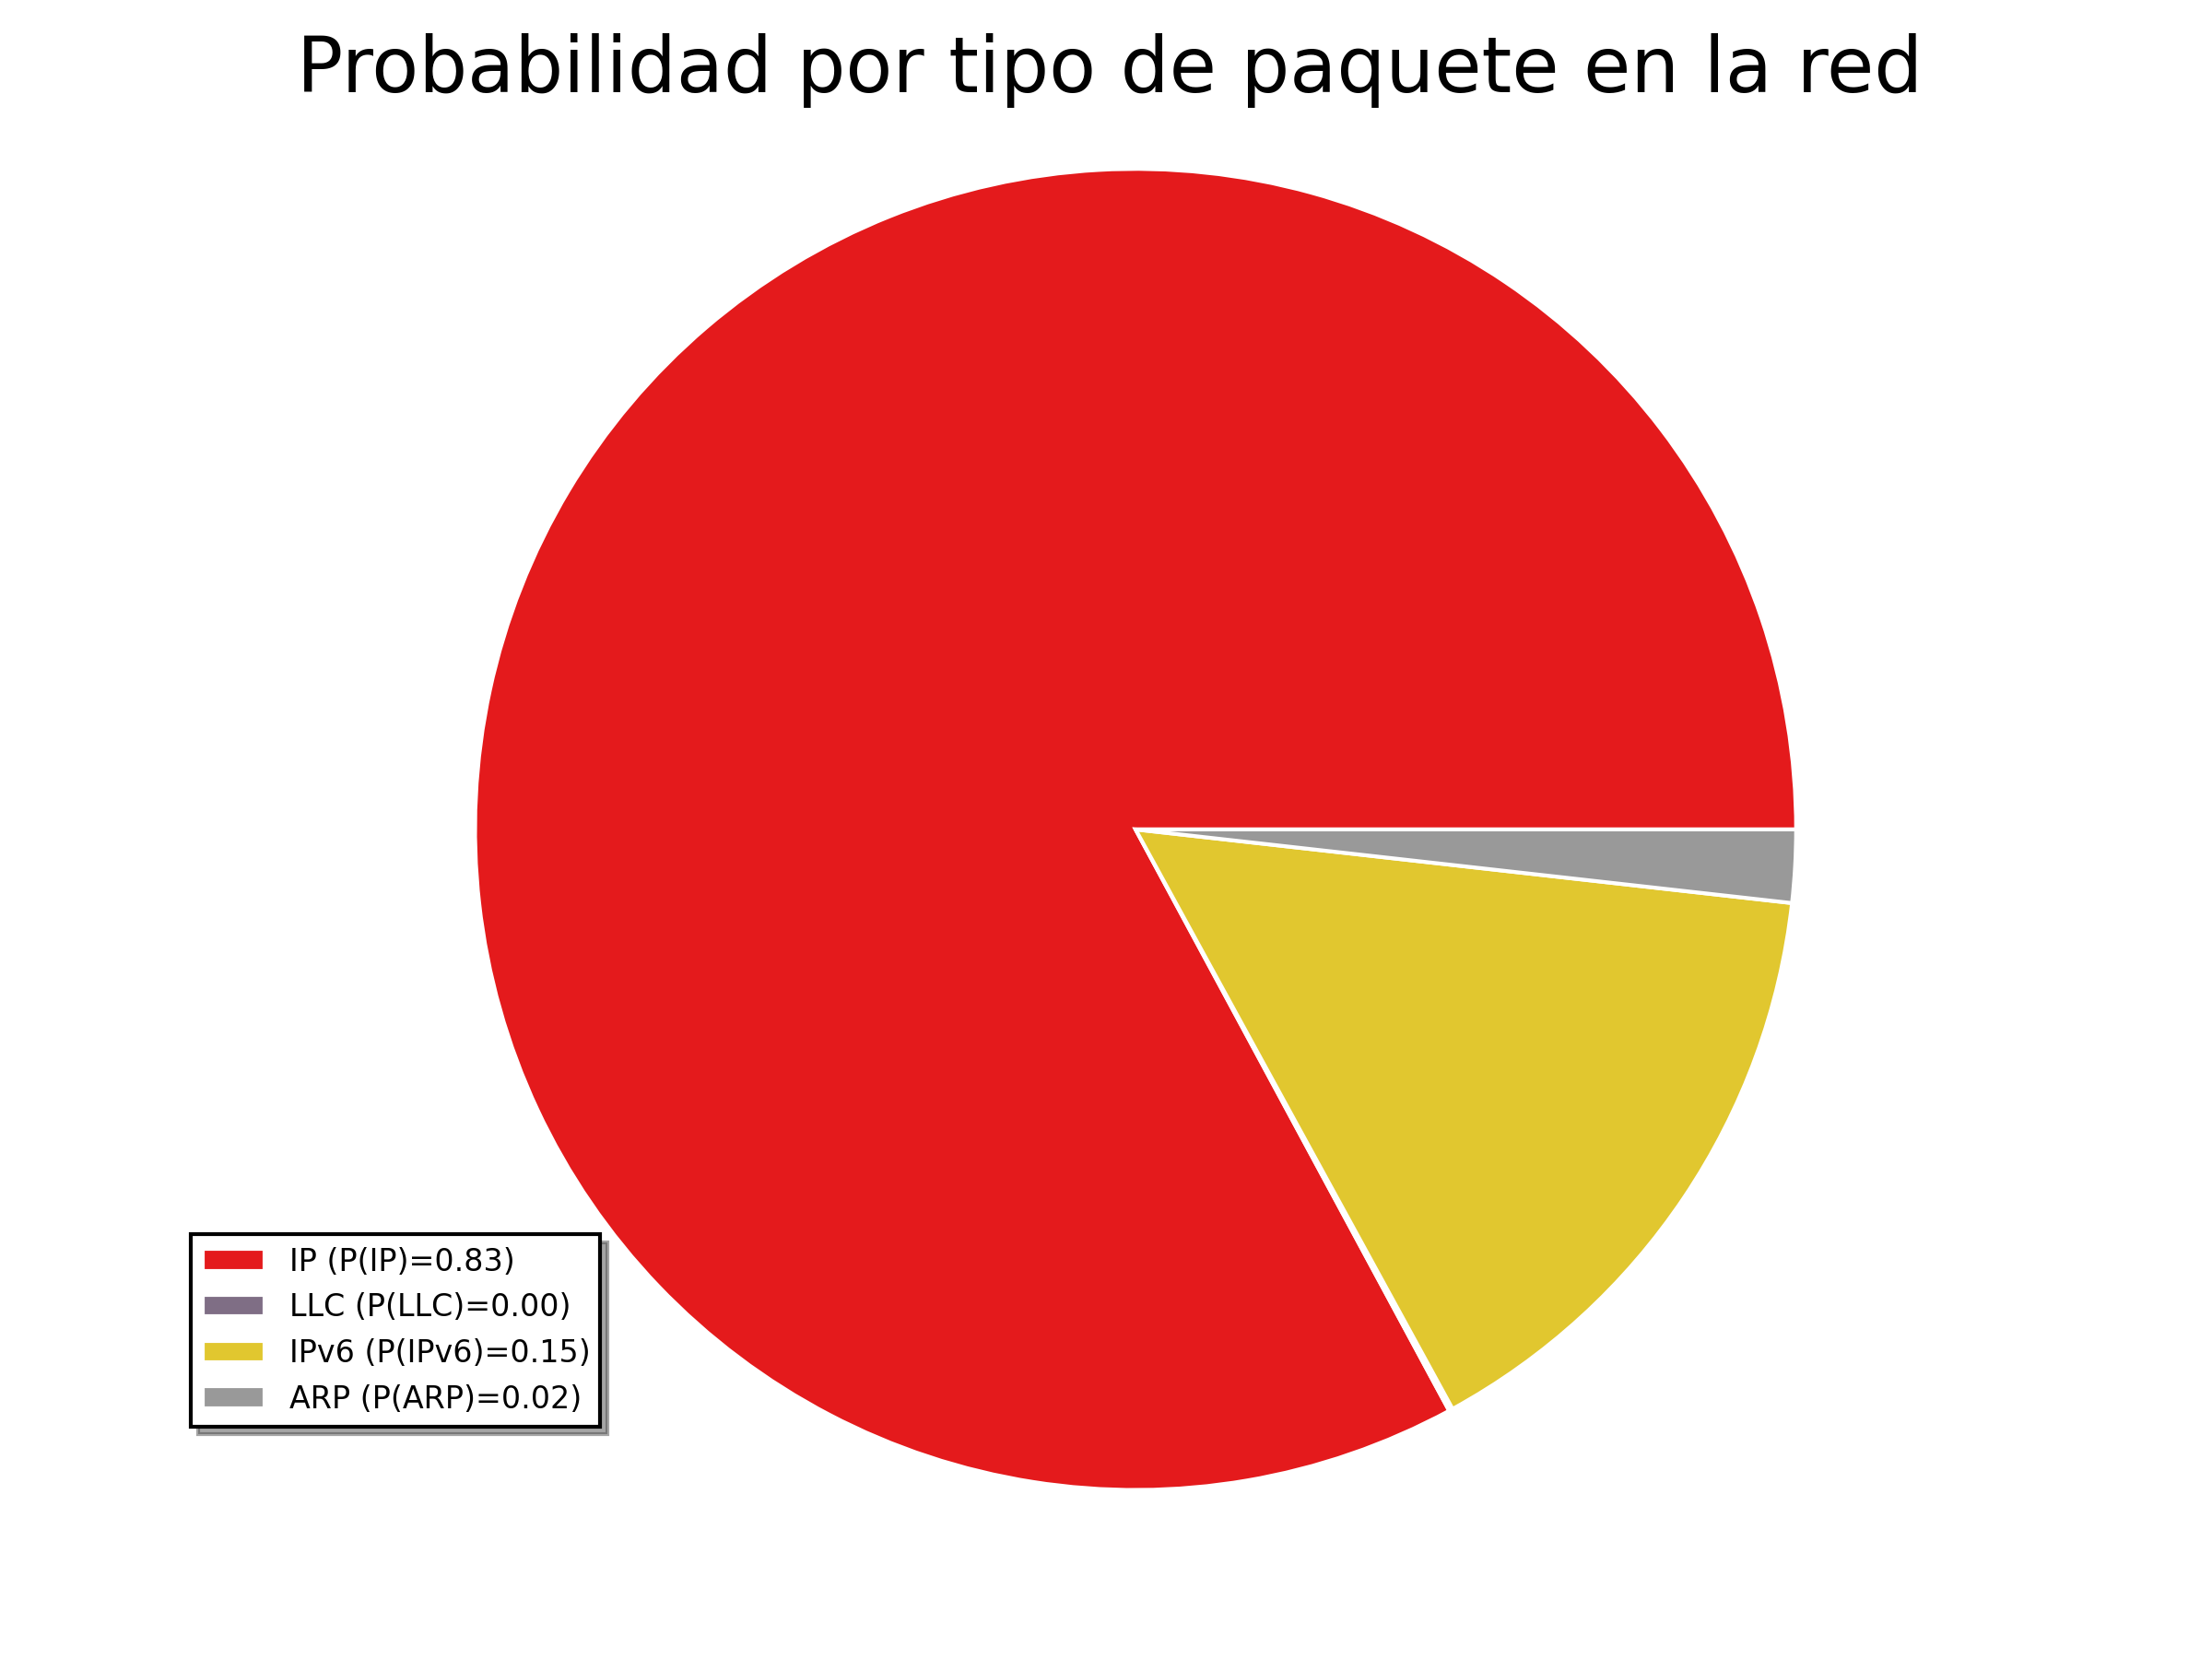 Probabilidad por tipo de paquete en la red
IP (P(IP)=0.83)
LLC (P(LLC)=0.00)
IPv6 (P(IPv6)=0.15)
ARP (P(ARP)=0.02)